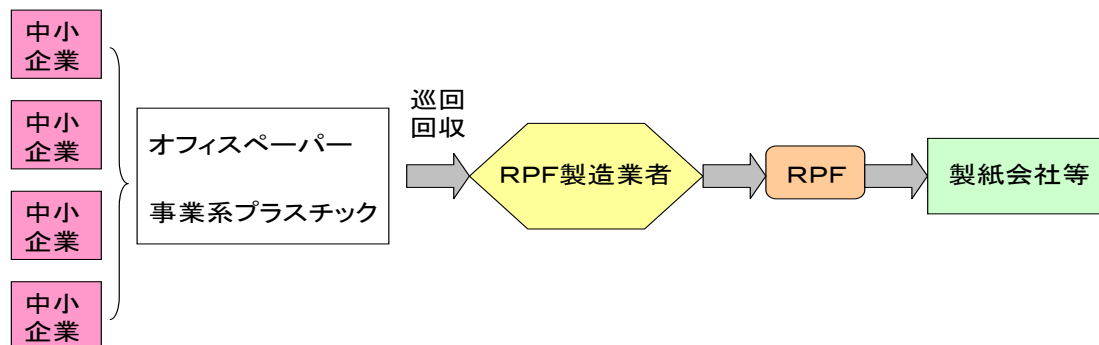 中小
企業
中小
企業
中小
企業
中小
企業
オフィスペーパー
事業系プラスチック
巡回
回収
RPF製造業者
RPF
製紙会社等